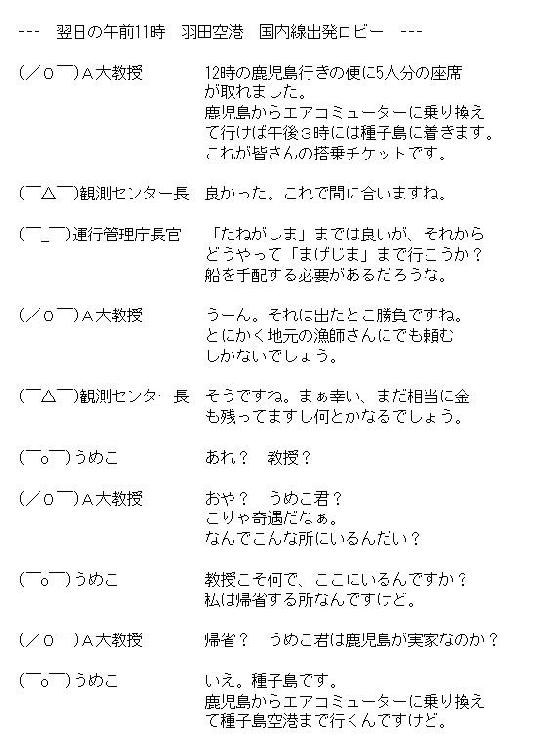 ---　翌日の午前11時　羽田空港　国内線出発ロビー　---
(／０￣)Ａ大教授　12時の鹿児島行ぎの便に5人分の座席
が取れました。
鹿児島からエアコミューターに乗り換え
て行けば午後３時には種子島に着ぎます。
これが皆さんの搭乗チケットです。
(￣△￣)観測センター長　良かった。これで間に合いますね。
(￣_￣)運行管理庁長官　「たねがしま」までは良いが、それから
どうやって「まげじま」まで行こうか？
船を手配する必要があるだろうな。
(／０￣)Ａ大教授　うーん。それは出たとこ勝負ですね。
とにかく地元の漁師さんにでも頼む
しかないでしょう。
(￣△￣)観測センター長　そうですね。まぁ幸い、まだ相当に金
も残ってますし何とかなるでしょう。
(￣o￣)うめこ　あれ？　教授？
(／０￣)Ａ大教授　おや？　うめこ君？
こりゃ奇遇だなぁ。
なんでこんな所にいるんだい？
(￣o￣)うめこ　教授こそ何で、ここにいるんですか？
私は帰省する所なんですけど。
(／０　)Ａ大教授　帰省？　うめこ君は鹿児島が実家なのか？
(￣o￣)うめこ　いえ。種子島です。
鹿児島からエアコミューターに乗り換え
て種子島空港まで行くんですけど。